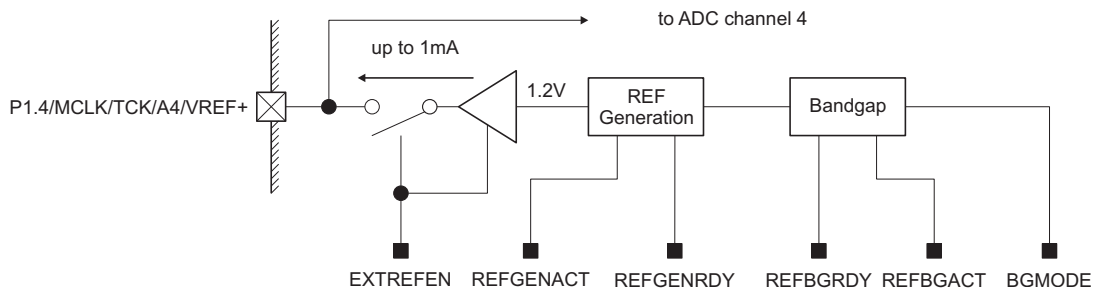 to ADC channel 4
up to 1mA
P1.4/MCLK/TCK/A4/VREF+
1.2V
REF
Generation
Bandgap
EXTREFEN
REFGENACT
REFGENRDY
REFBGRDY
REFBGACT
BGMODE